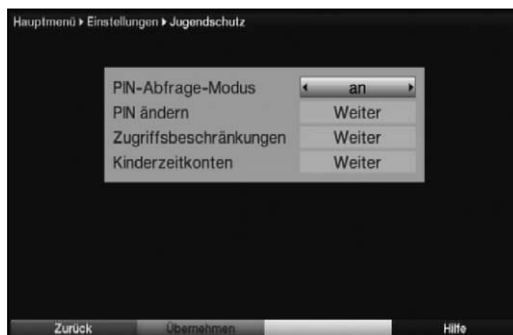 Hauptmenü ▸ Einstellungen ▸ Jugendschutz
PIN-Abfrage-Modus an
PIN ändern Weiter
Zugriffsbeschränkungen Weiter
Kinderzeitkonten Weiter
Zurück Übernehmen Hilfe